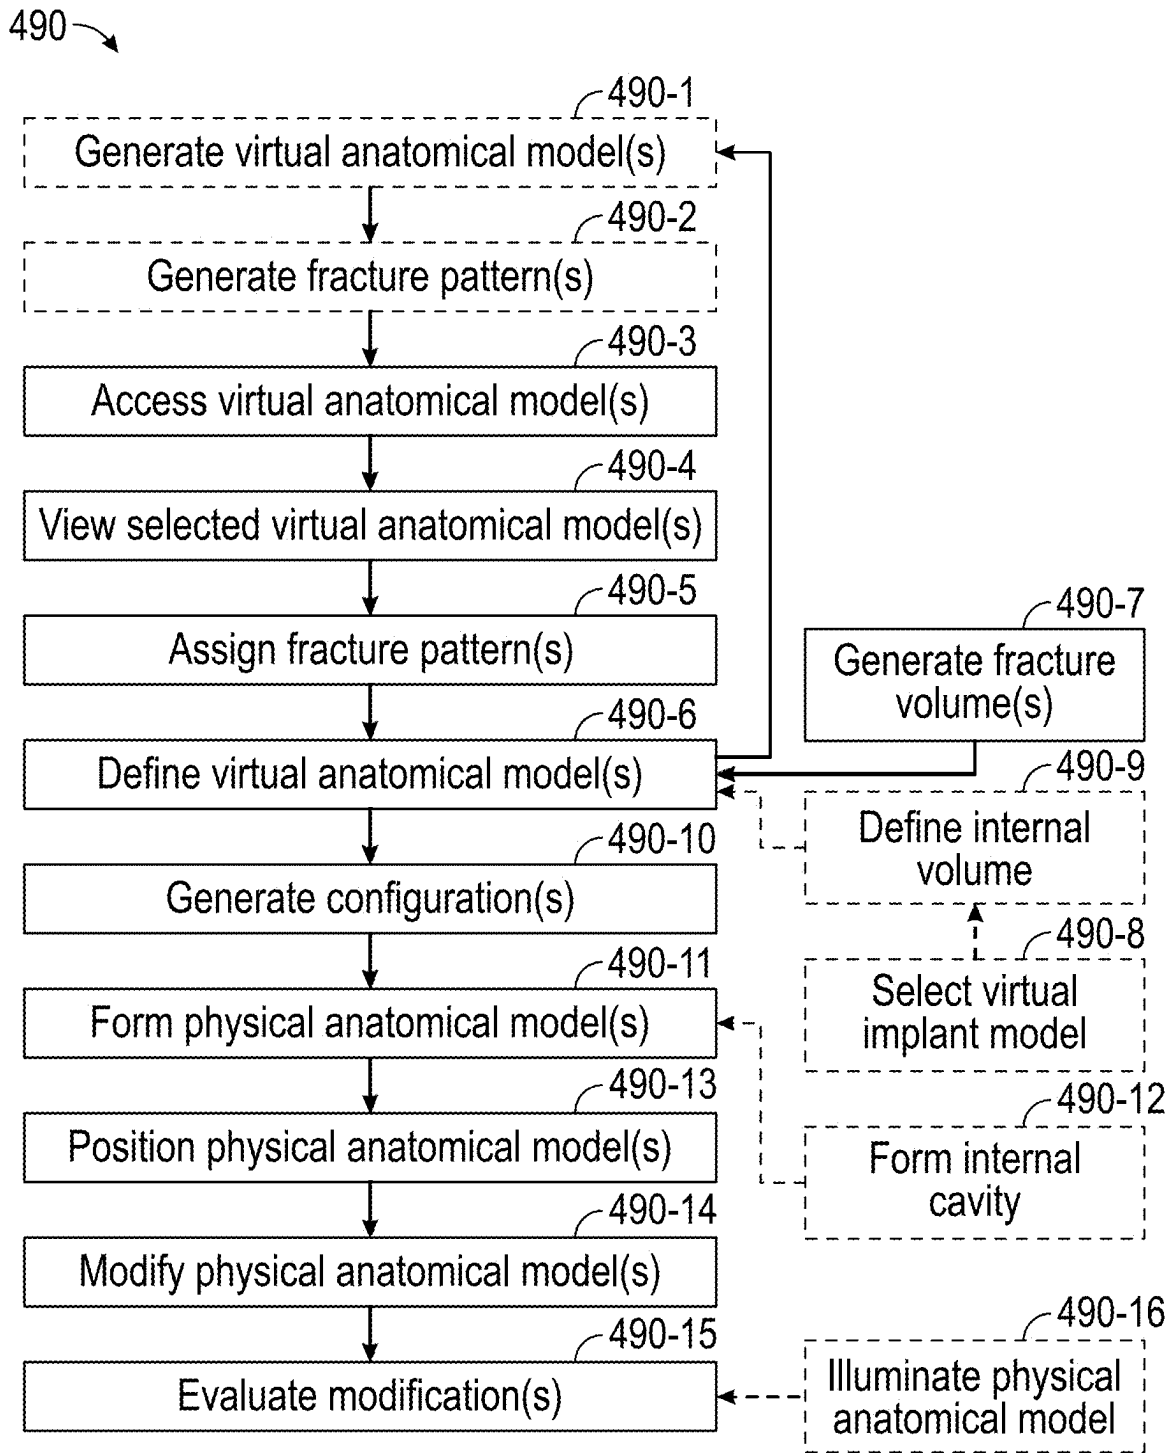 490
490-1
Generate virtual anatomical model(s)
490-2
Generate fracture pattern(s)
490-3
Access virtual anatomical model(s)
490-4
View selected virtual anatomical model(s)
490-5
Assign fracture pattern(s)
490-7
Generate fracture
volume(s)
490-6
Define virtual anatomical model(s)
490-9
Define internal
volume
490-10
Generate configuration(s)
490-8
Select virtual
implant model
490-11
Form physical anatomical model(s)
490-12
Form internal
cavity
490-13
Position physical anatomical model(s)
490-14
Modify physical anatomical model(s)
490-15
Evaluate modification(s)
490-16
Illuminate physical
anatomical model